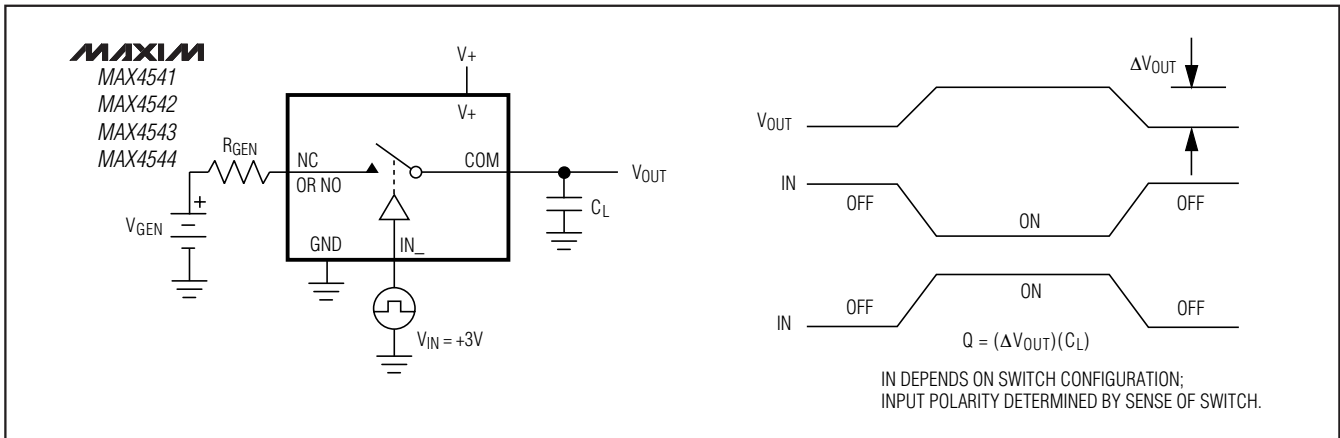 MAXIM
MAX4541
MAX4542
MAX4543
MAX4544
V+
V+
RGEN
NC
OR NO
COM
VOUT
CL
VGEN
+
GND
IN_
VIN = +3V
ΔVOUT
VOUT
IN
OFF
ON
OFF
IN
OFF
ON
OFF
Q = (ΔVOUT)(CL)
IN DEPENDS ON SWITCH CONFIGURATION;
INPUT POLARITY DETERMINED BY SENSE OF SWITCH.